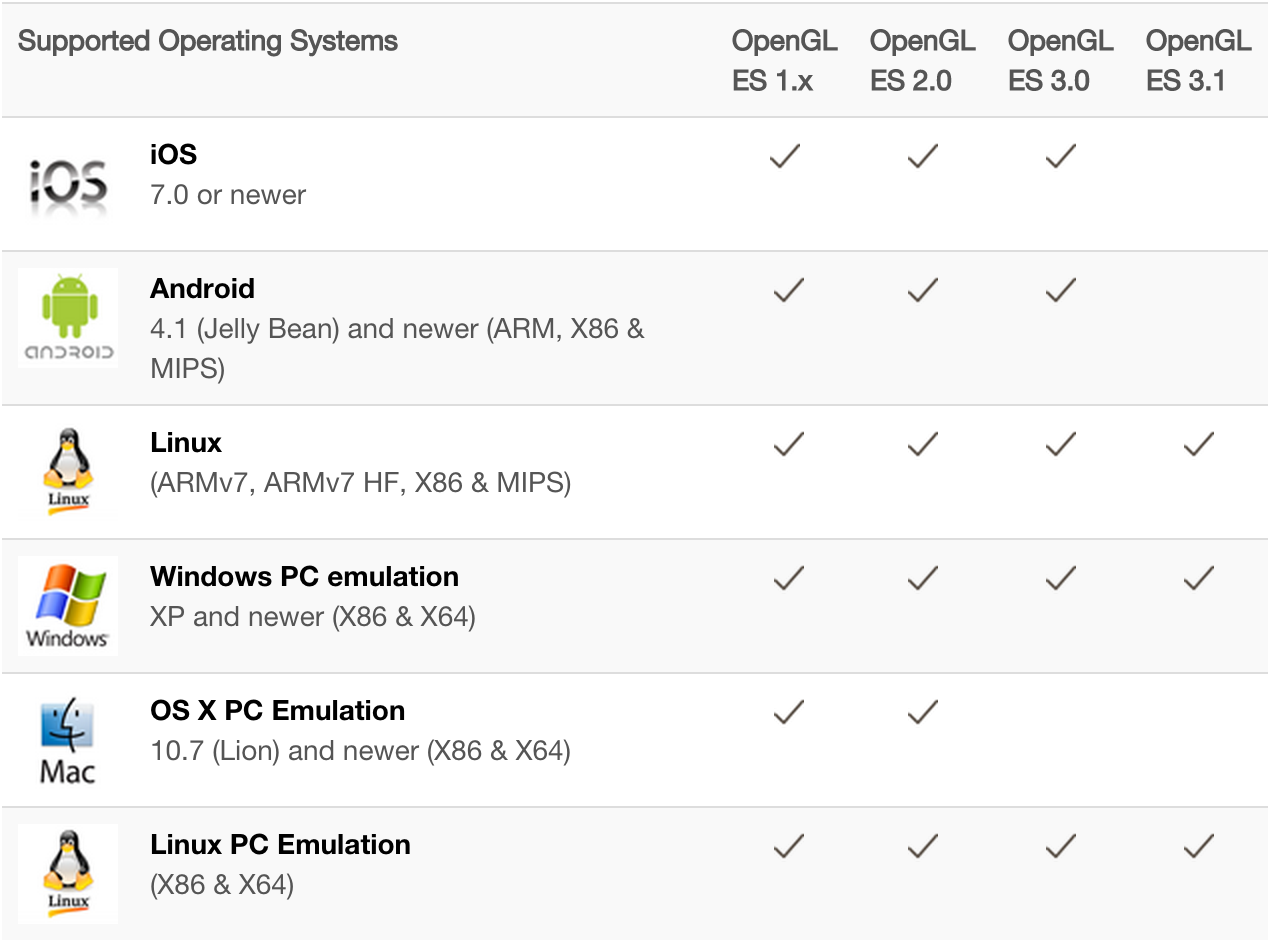 Supported Operating Systems
OpenGL ES 1.x
OpenGL ES 2.0
OpenGL ES 3.0
OpenGL ES 3.1
iOS
iOS
7.0 or newer
✓ ✓ ✓
ANDROID
Android
4.1 (Jelly Bean) and newer (ARM, X86 &
MIPS)
✓ ✓ ✓
Linux
Linux
(ARMv7, ARMv7 HF, X86 & MIPS)
✓ ✓ ✓ ✓
Windows
Windows PC emulation
XP and newer (X86 & X64)
✓ ✓ ✓ ✓
Mac
OS X PC Emulation
10.7 (Lion) and newer (X86 & X64)
✓ ✓
Linux
Linux PC Emulation
(X86 & X64)
✓ ✓ ✓ ✓